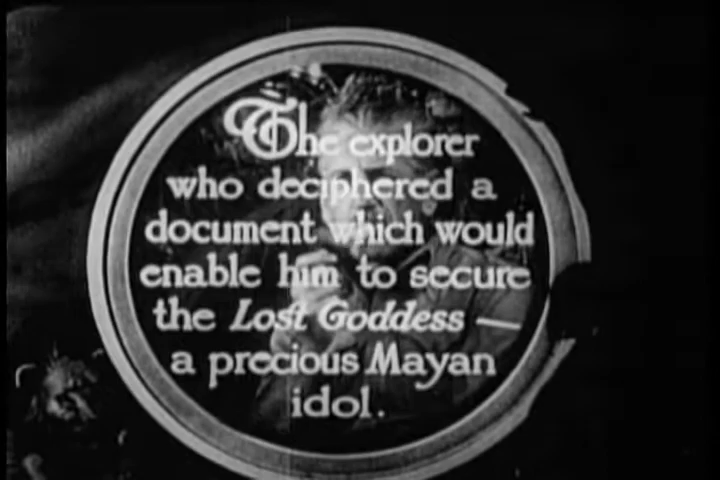 The explorer
who deciphered a
document which would
enable him to secure
the Lost Goddess —
a precious Mayan
idol.